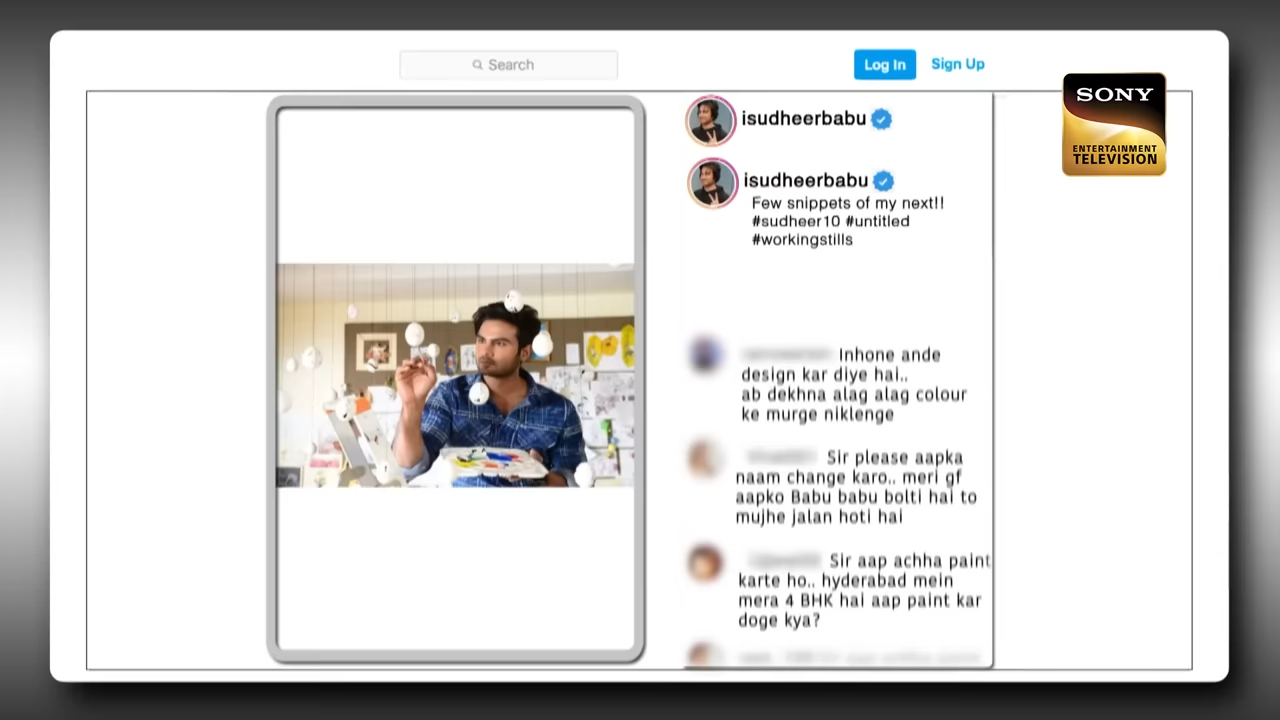 Search
Log In
Sign Up
SONY
ENTERTAINMENT
TELEVISION
isudheerbabu
isudheerbabu
Few snippets of my next!!
#sudheer10 #untitled
#workingstills
Inhone ande
design kar diye hai..
ab dekhna alag alag colour
ke murge niklenge
Sir please aapka
naam change karo.. meri gf
aapko Babu babu bolti hai to
mujhe jalan hoti hai
Sir aap achha paint
karte ho.. hyderabad mein
mera 4 BHK hai aap paint kar
doge kya?